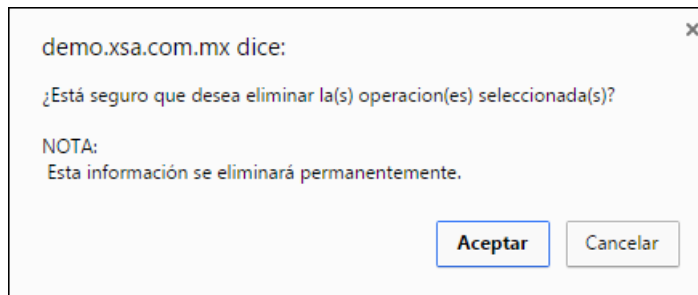 demo.xsa.com.mx dice:
¿Está seguro que desea eliminar la(s) operacion(es) seleccionada(s)?
NOTA:
Esta información se eliminará permanentemente.
Aceptar
Cancelar